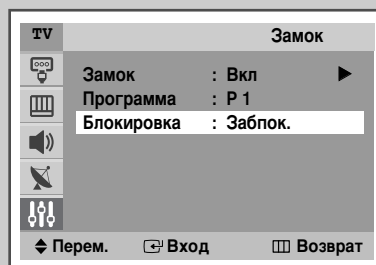 TV Замок
Замок : Вкл
Программа : P 1
Блокировка : Забпок.
Перем. Вход Возврат